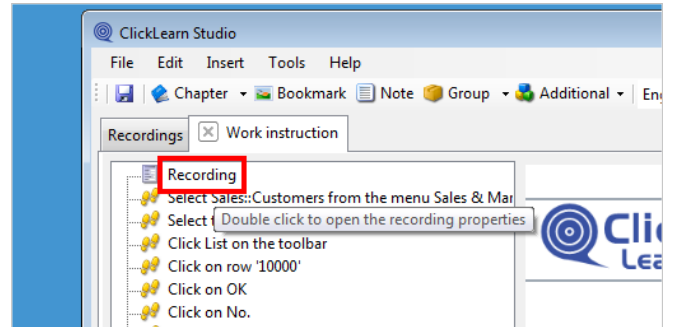 ClickLearn Studio
File Edit Insert Tools Help
Chapter Bookmark Note Group Additional
Recordings Work instruction
Recording
Select Sales::Customers from the menu Sales & Mar
Select
Double click to open the recording properties
Click List on the toolbar
Click on row '10000'
Click on OK
Click on No.